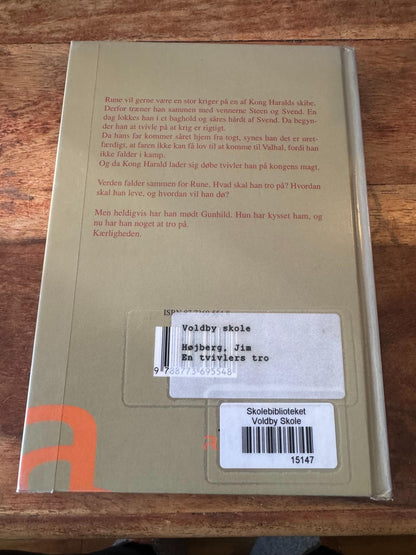 Rune vil gerne være en stor kriger på en af Kong Haralds skibe.
Derfor træner han sammen med vennerne Steen og Svend. En
dag lokkes han i et baghold og såres hårdt af Svend. Da begyn-
der han at tvivle på at krig er rigtigt.
Da hans far kommer såret hjem fra togt, synes han det er uret-
færdigt, at faren ikke kan få lov til at komme til Valhal, fordi han
ikke falder i kamp.
Og da Kong Harald lader sig døbe tvivler han på kongens magt.
Verden falder sammen for Rune. Hvad skal han tro på? Hvordan
skal han leve, og hvordan vil han dø?
Men heldigvis har han mødt Gunhild. Hun har kysset ham, og
nu har han noget at tro på.
Kærligheden.
ISBN
Voldby skole
Højberg, Jim
En tvivlers tro
9 788773 695548
Skolebiblioteket
Voldby Skole
15147
a